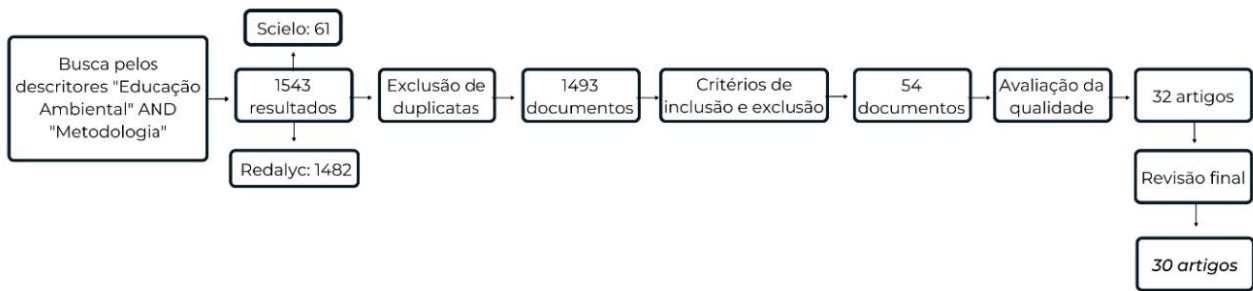 Busca pelos
descritores "Educação
Ambiental" AND
"Metodologia"
Scielo: 61
1543
resultados
Redalyc: 1482
Exclusão de
duplicatas
1493
documentos
Critérios de
inclusão e exclusão
54
documentos
Avaliação da
qualidade
32 artigos
Revisão final
30 artigos